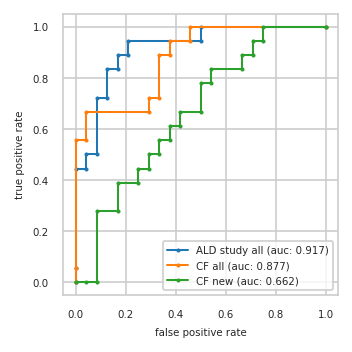 true positive rate
1.0
0.8
0.6
0.4
0.2
0.0
ALD study all (auc: 0.917)
CF all (auc: 0.877)
CF new (auc: 0.662)
0.0 0.2 0.4 0.6 0.8 1.0
false positive rate